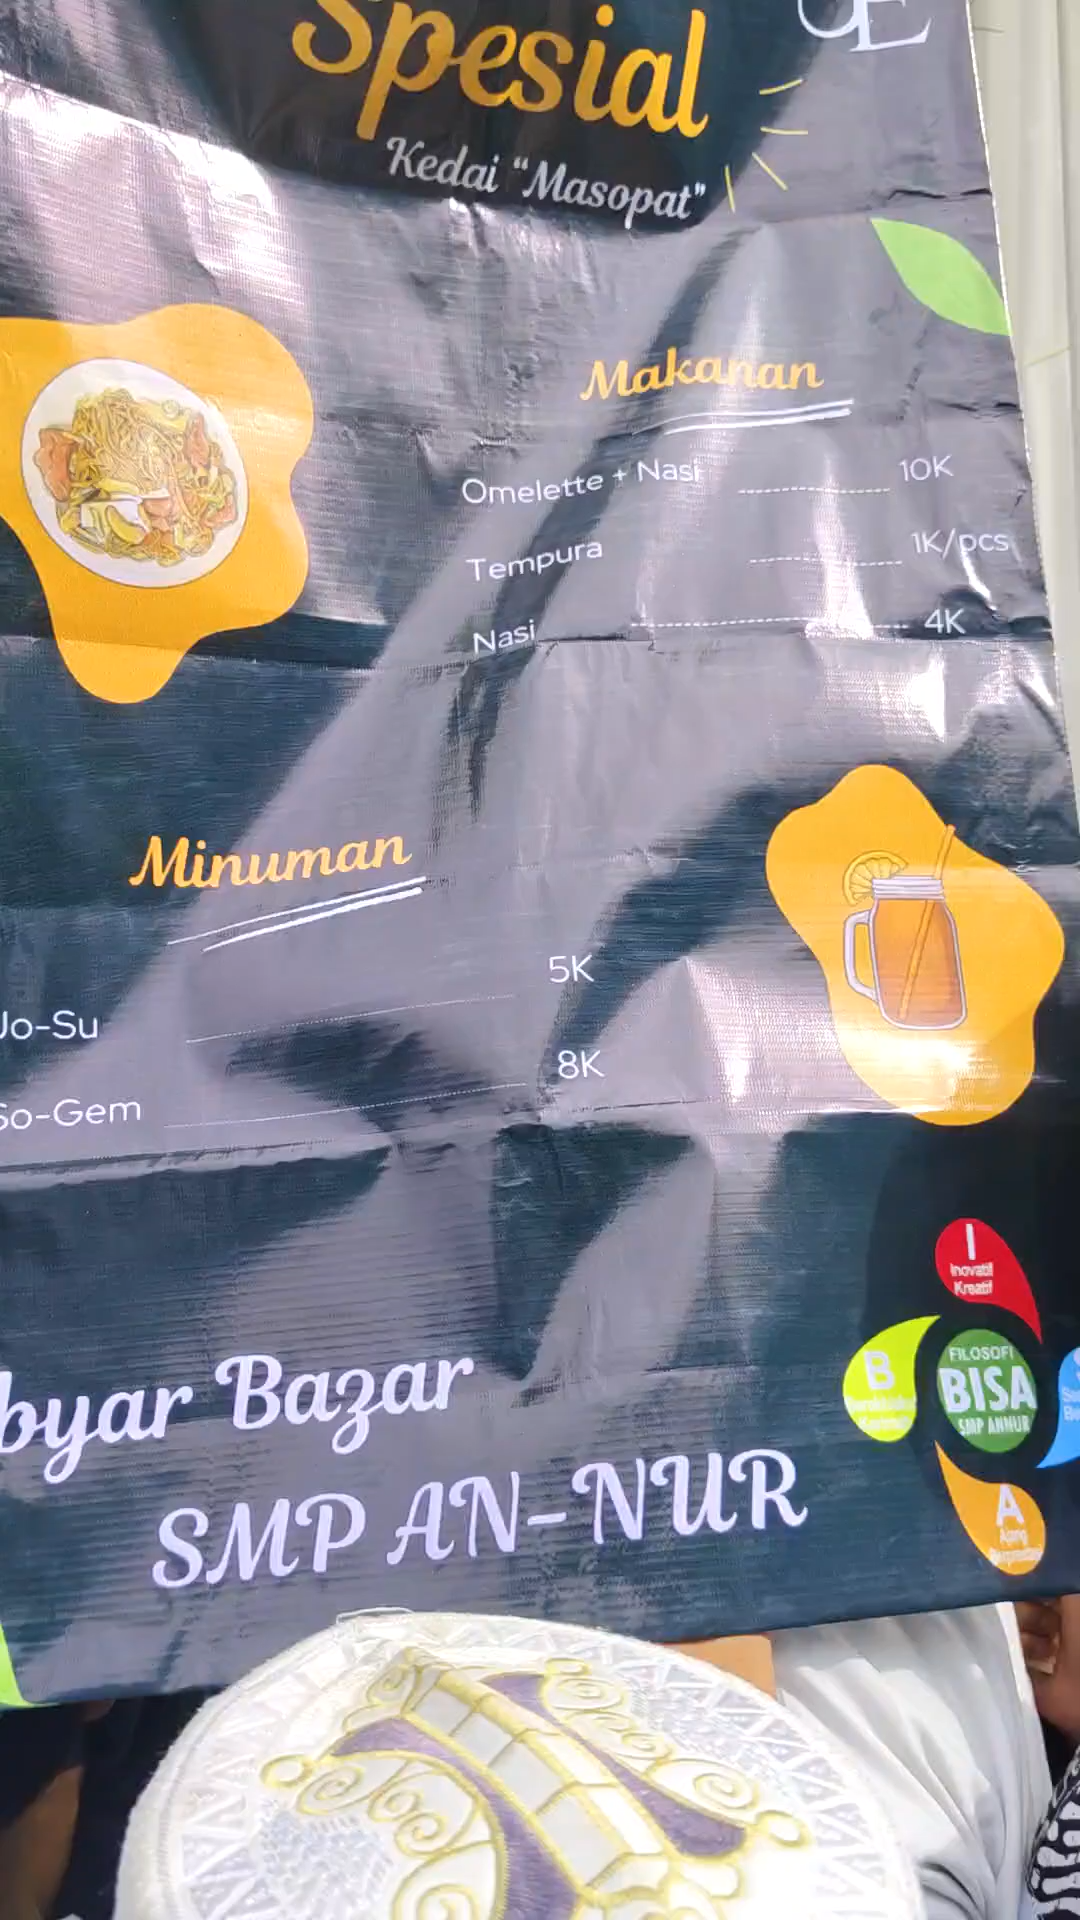 Spesial
Kedai "Masopat"
Makanan
Omelette + Nasi ---------- 10K
Tempura ---------- 1K/pcs
Nasi ---------- 4K
Minuman
Jo-Su 5K
So-Gem 8K
byar Bazar
SMP AN-NUR
I
Inovatif
Kreatif
B
FILOSOFI
BISA
SMP ANNUR
A